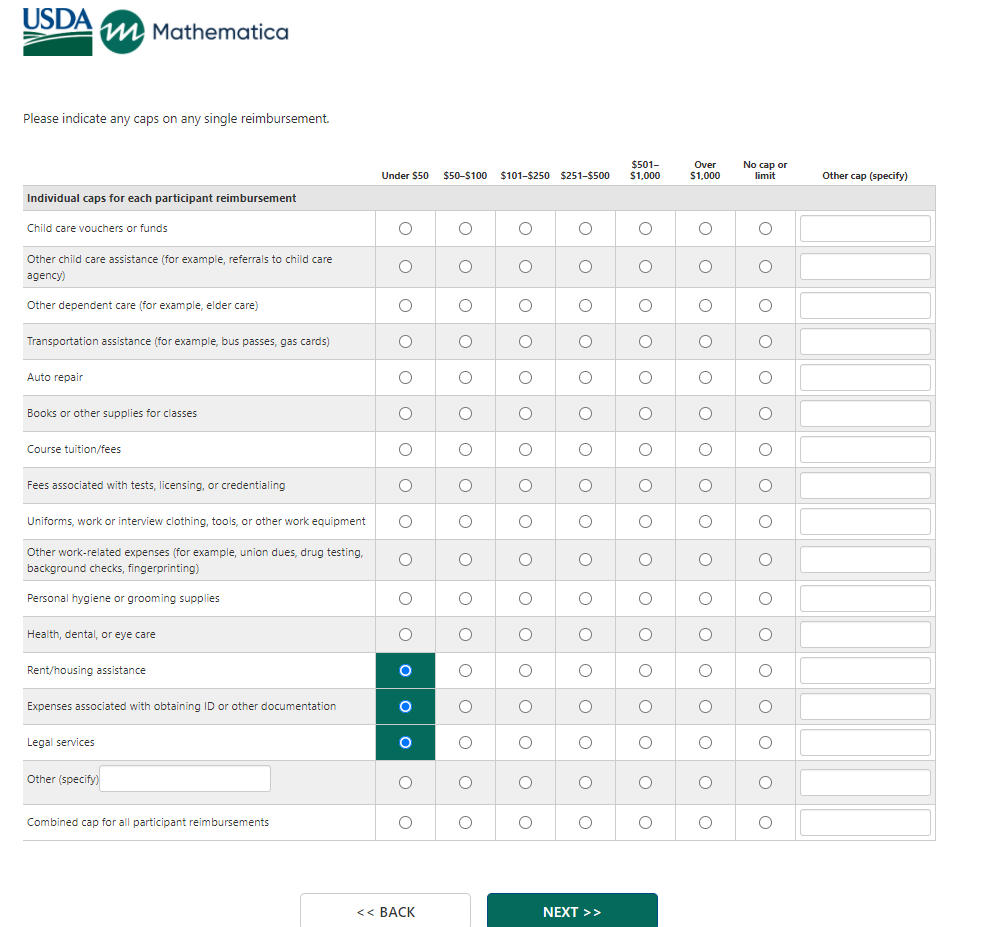 USDA
m Mathematica
Please indicate any caps on any single reimbursement.
Under $50 $50–$100 $101–$250 $251–$500 $501–$1,000 Over $1,000 No cap or limit Other cap (specify)
Individual caps for each participant reimbursement
Child care vouchers or funds
Other child care assistance (for example, referrals to child care
agency)
Other dependent care (for example, elder care)
Transportation assistance (for example, bus passes, gas cards)
Auto repair
Books or other supplies for classes
Course tuition/fees
Fees associated with tests, licensing, or credentialing
Uniforms, work or interview clothing, tools, or other work equipment
Other work-related expenses (for example, union dues, drug testing,
background checks, fingerprinting)
Personal hygiene or grooming supplies
Health, dental, or eye care
Rent/housing assistance
Expenses associated with obtaining ID or other documentation
Legal services
Other (specify)
Combined cap for all participant reimbursements
<< BACK NEXT >>